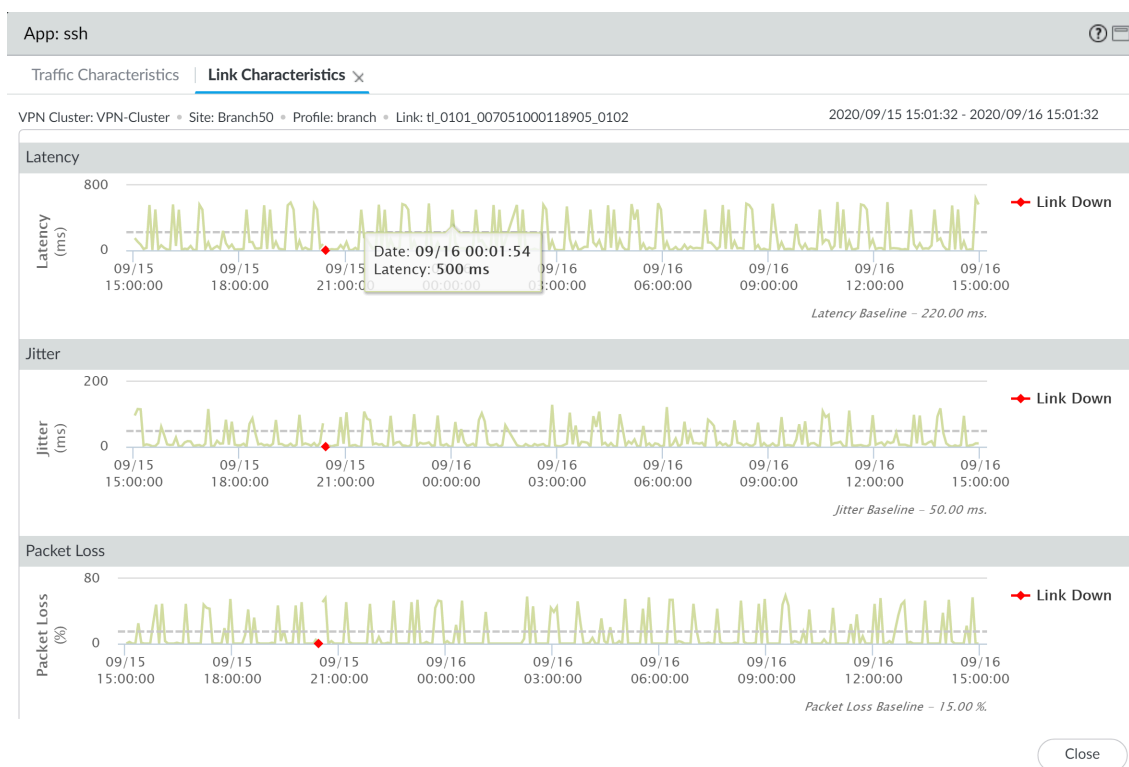 App: ssh
Traffic Characteristics Link Characteristics
VPN Cluster: VPN-Cluster • Site: Branch50 • Profile: branch • Link: tl_0101_007051000118905_0102 2020/09/15 15:01:32 - 2020/09/16 15:01:32
Latency
800
0
Latency
(ms)
Link Down
Date: 09/16 00:01:54
Latency: 500 ms
09/15 09/15 09/15 09/16 09/16 09/16 09/16 09/16
15:00:00 18:00:00 21:00:00 00:00:00 03:00:00 06:00:00 09:00:00 12:00:00 15:00:00
Latency Baseline – 220.00 ms.
Jitter
200
0
Jitter
(ms)
Link Down
09/15 09/15 09/15 09/16 09/16 09/16 09/16 09/16 09/16
15:00:00 18:00:00 21:00:00 00:00:00 03:00:00 06:00:00 09:00:00 12:00:00 15:00:00
Jitter Baseline – 50.00 ms.
Packet Loss
80
0
Packet Loss
(%)
Link Down
09/15 09/15 09/15 09/16 09/16 09/16 09/16 09/16 09/16
15:00:00 18:00:00 21:00:00 00:00:00 03:00:00 06:00:00 09:00:00 12:00:00 15:00:00
Packet Loss Baseline – 15.00 %.
Close